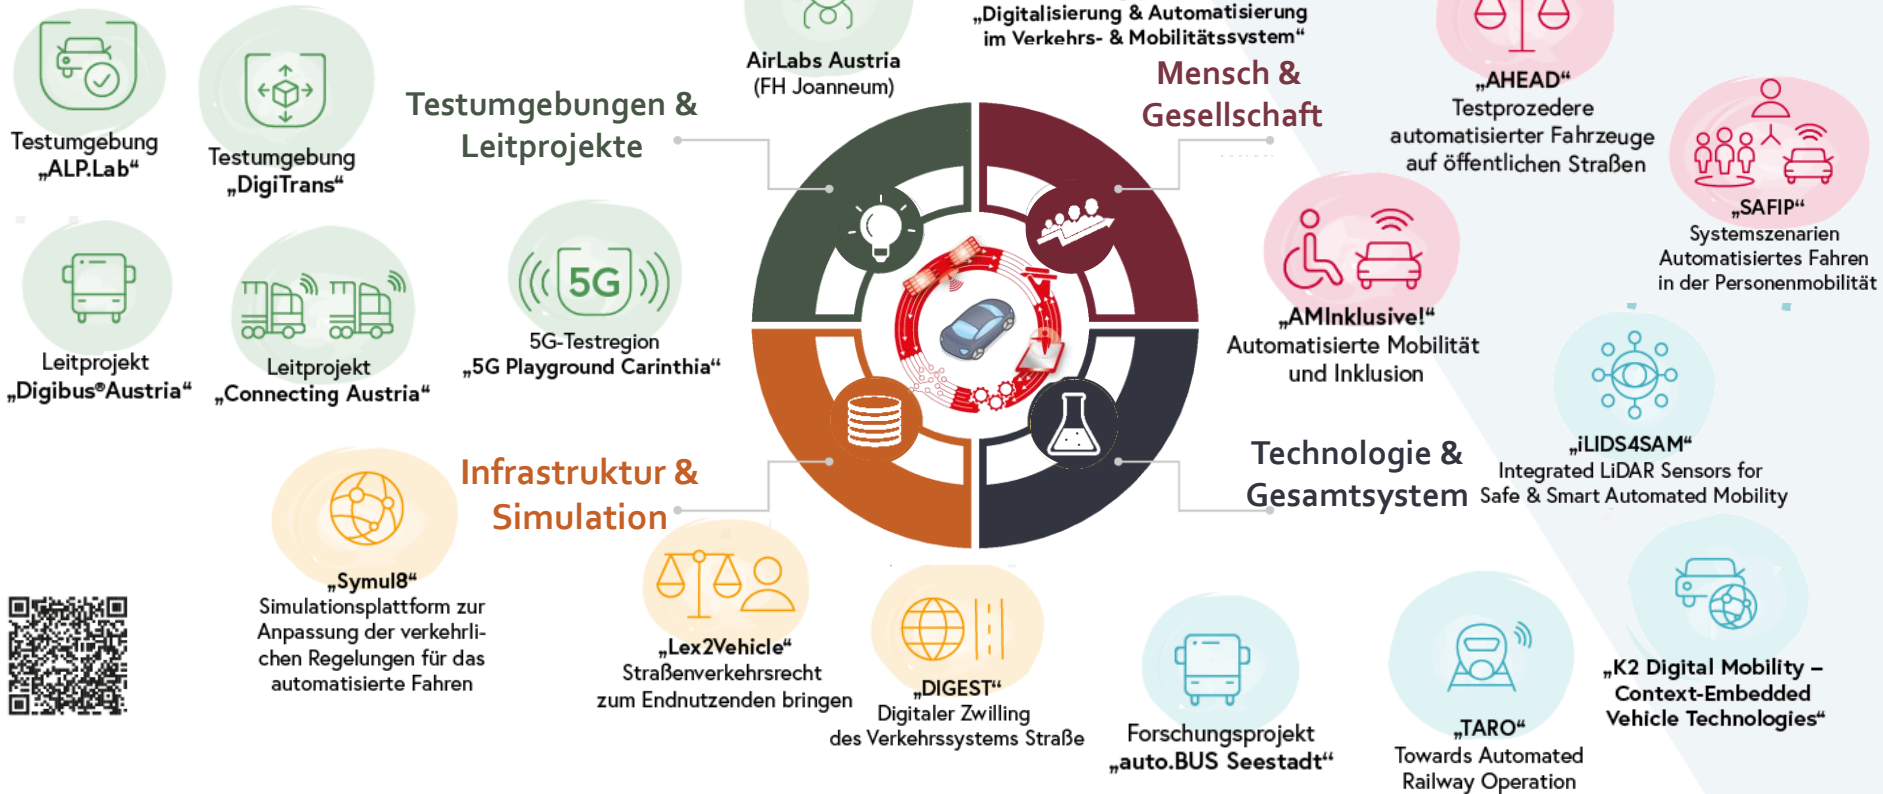 „Digitalisierung & Automatisierung
im Verkehrs- & Mobilitätssystem“
AirLabs Austria
(FH Joanneum)
Testumgebungen &
Leitprojekte
Testumgebung
„ALP.Lab“
Testumgebung
„DigiTrans“
Leitprojekt
„Digibus®Austria“
Leitprojekt
„Connecting Austria“
5G
5G-Testregion
„5G Playground Carinthia“
Mensch &
Gesellschaft
„AHEAD“
Testprozedere
automatisierter Fahrzeuge
auf öffentlichen Straßen
„SAFIP“
Systemszenarien
Automatisiertes Fahren
in der Personenmobilität
„AMInklusive!“
Automatisierte Mobilität
und Inklusion
Infrastruktur &
Simulation
„Symul8“
Simulationsplattform zur
Anpassung der verkehrli-
chen Regelungen für das
automatisierte Fahren
„Lex2Vehicle“
Straßenverkehrsrecht
zum Endnutzenden bringen
„DIGEST“
Digitaler Zwilling
des Verkehrssystems Straße
Technologie &
Gesamtsystem
„iLIDS4SAM“
Integrated LiDAR Sensors for
Safe & Smart Automated Mobility
Forschungsprojekt
„auto.BUS Seestadt“
„TARO“
Towards Automated
Railway Operation
„K2 Digital Mobility –
Context-Embedded
Vehicle Technologies“